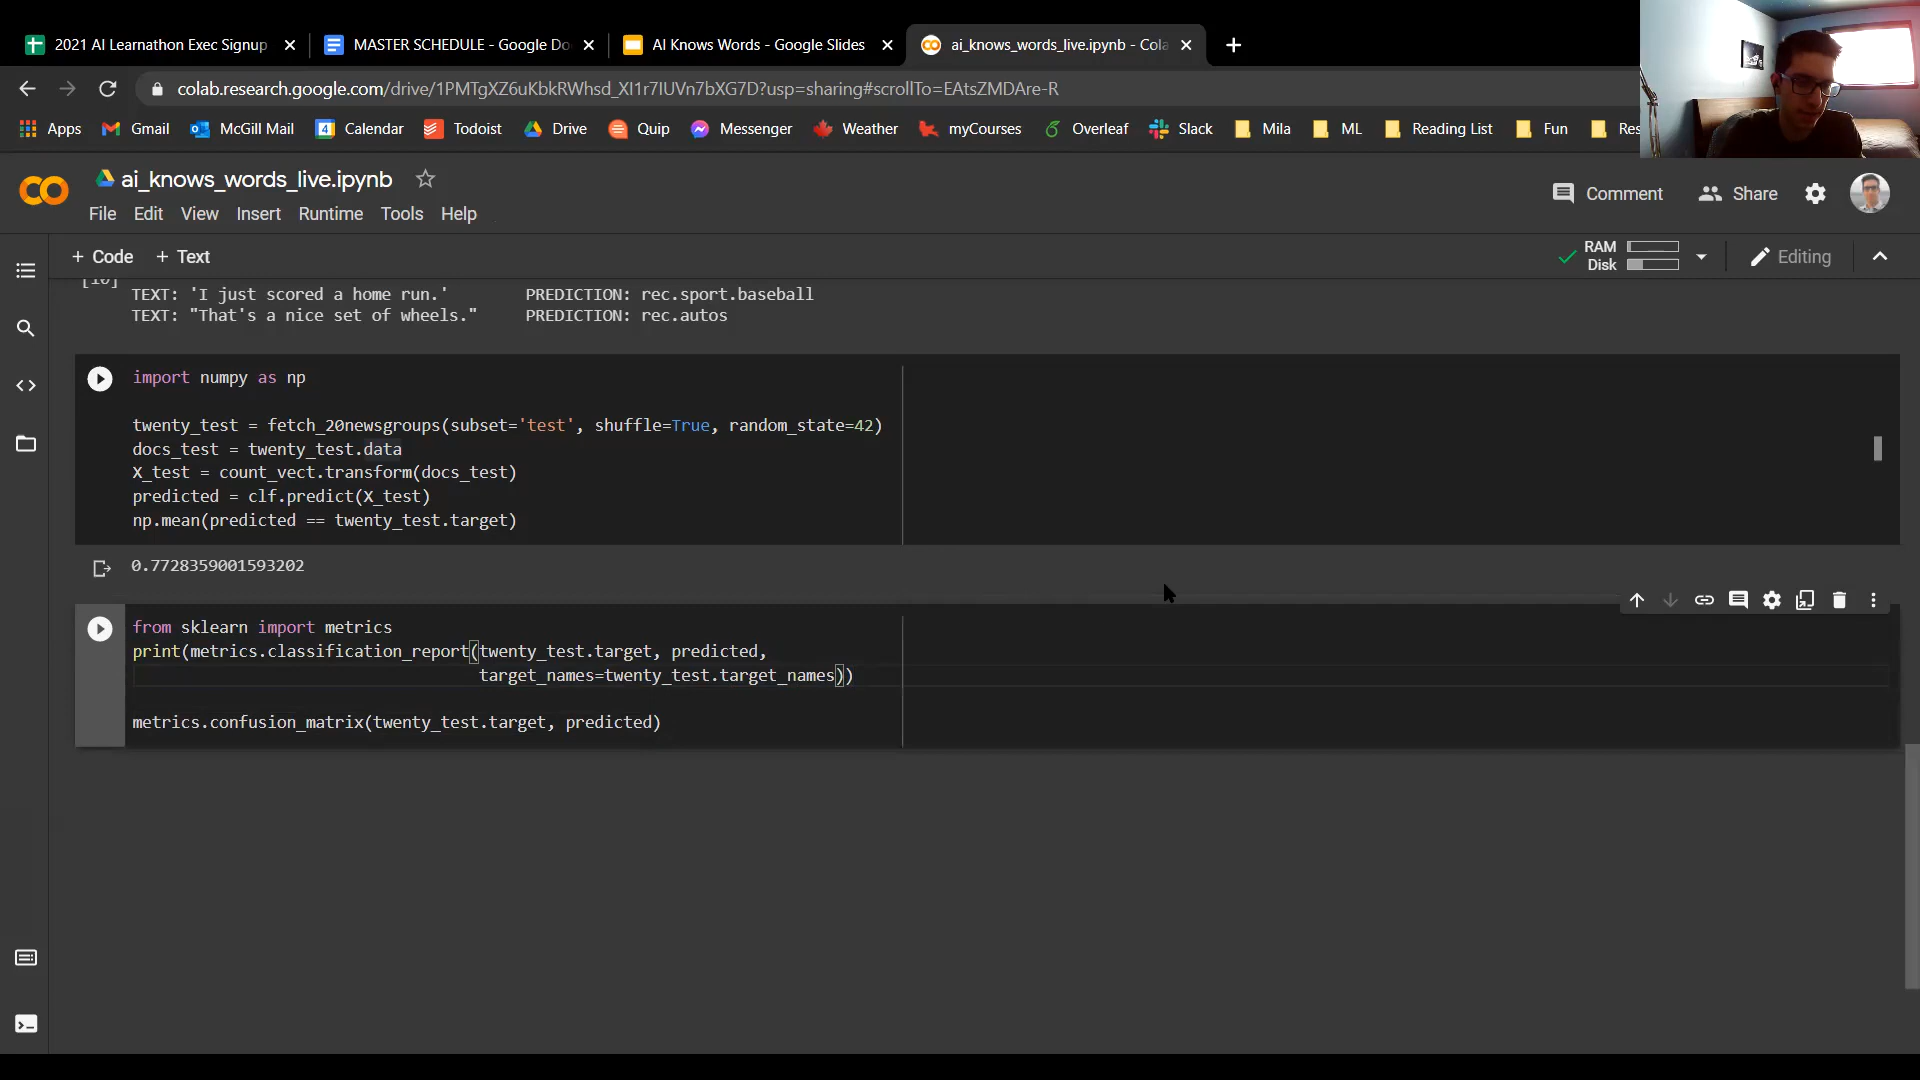 2021 AI Learnathon Exec Signup
MASTER SCHEDULE - Google Do
AI Knows Words - Google Slides
ai_knows_words_live.ipynb - Cola
colab.research.google.com/drive/1PMTgXZ6uKbkRWhsd_XI1r7IUVn7bXG7D?usp=sharing#scrollTo=EAtsZMDAre-R
Apps Gmail McGill Mail Calendar Todoist Drive Quip Messenger Weather myCourses Overleaf Slack Mila ML Reading List Fun Res
ai_knows_words_live.ipynb
Comment Share
File Edit View Insert Runtime Tools Help
+ Code + Text
RAM
Disk
Editing
[10]
TEXT: 'I just scored a home run.' PREDICTION: rec.sport.baseball
TEXT: "That's a nice set of wheels." PREDICTION: rec.autos
import numpy as np
twenty_test = fetch_20newsgroups(subset='test', shuffle=True, random_state=42)
docs_test = twenty_test.data
X_test = count_vect.transform(docs_test)
predicted = clf.predict(X_test)
np.mean(predicted == twenty_test.target)
0.7728359001593202
from sklearn import metrics
print(metrics.classification_report(twenty_test.target, predicted,
target_names=twenty_test.target_names))
metrics.confusion_matrix(twenty_test.target, predicted)